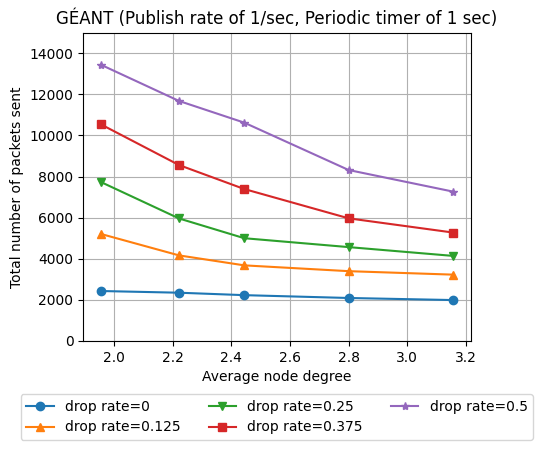 GÉANT (Publish rate of 1/sec, Periodic timer of 1 sec)
Total number of packets sent
14000
12000
10000
8000
6000
4000
2000
0
2.0 2.2 2.4 2.6 2.8 3.0 3.2
Average node degree
drop rate=0 drop rate=0.25 drop rate=0.5
drop rate=0.125 drop rate=0.375